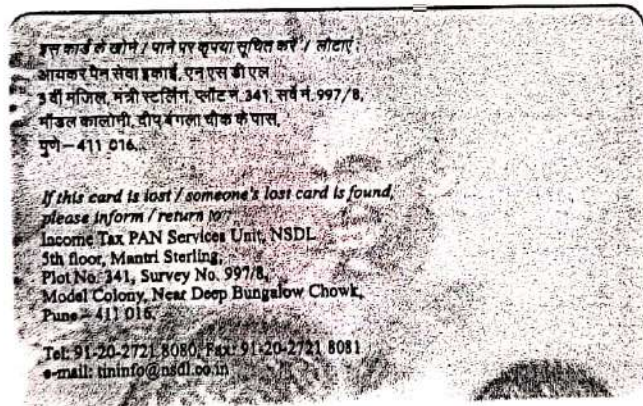 इस कार्ड के खोने / पाने पर कृपया सूचित करें / लौटाएं :
आयकर पैन सेवा इकाई, एन एस डी एल
3 वीं मंजिल, मंत्री स्टर्लिंग, प्लॉट नं. 341, सर्वे नं. 997/8,
मॉडल कालोनी, दीप बंगला चौक के पास,
पुणे – 411 016.
If this card is lost / someone's lost card is found,
please inform / return to :
Income Tax PAN Services Unit, NSDL
5th floor, Mantri Sterling,
Plot No. 341, Survey No. 997/8,
Model Colony, Near Deep Bungalow Chowk,
Pune – 411 016.
Tel: 91-20-2721 8080, Fax: 91-20-2721 8081
e-mail: tininfo@nsdl.co.in